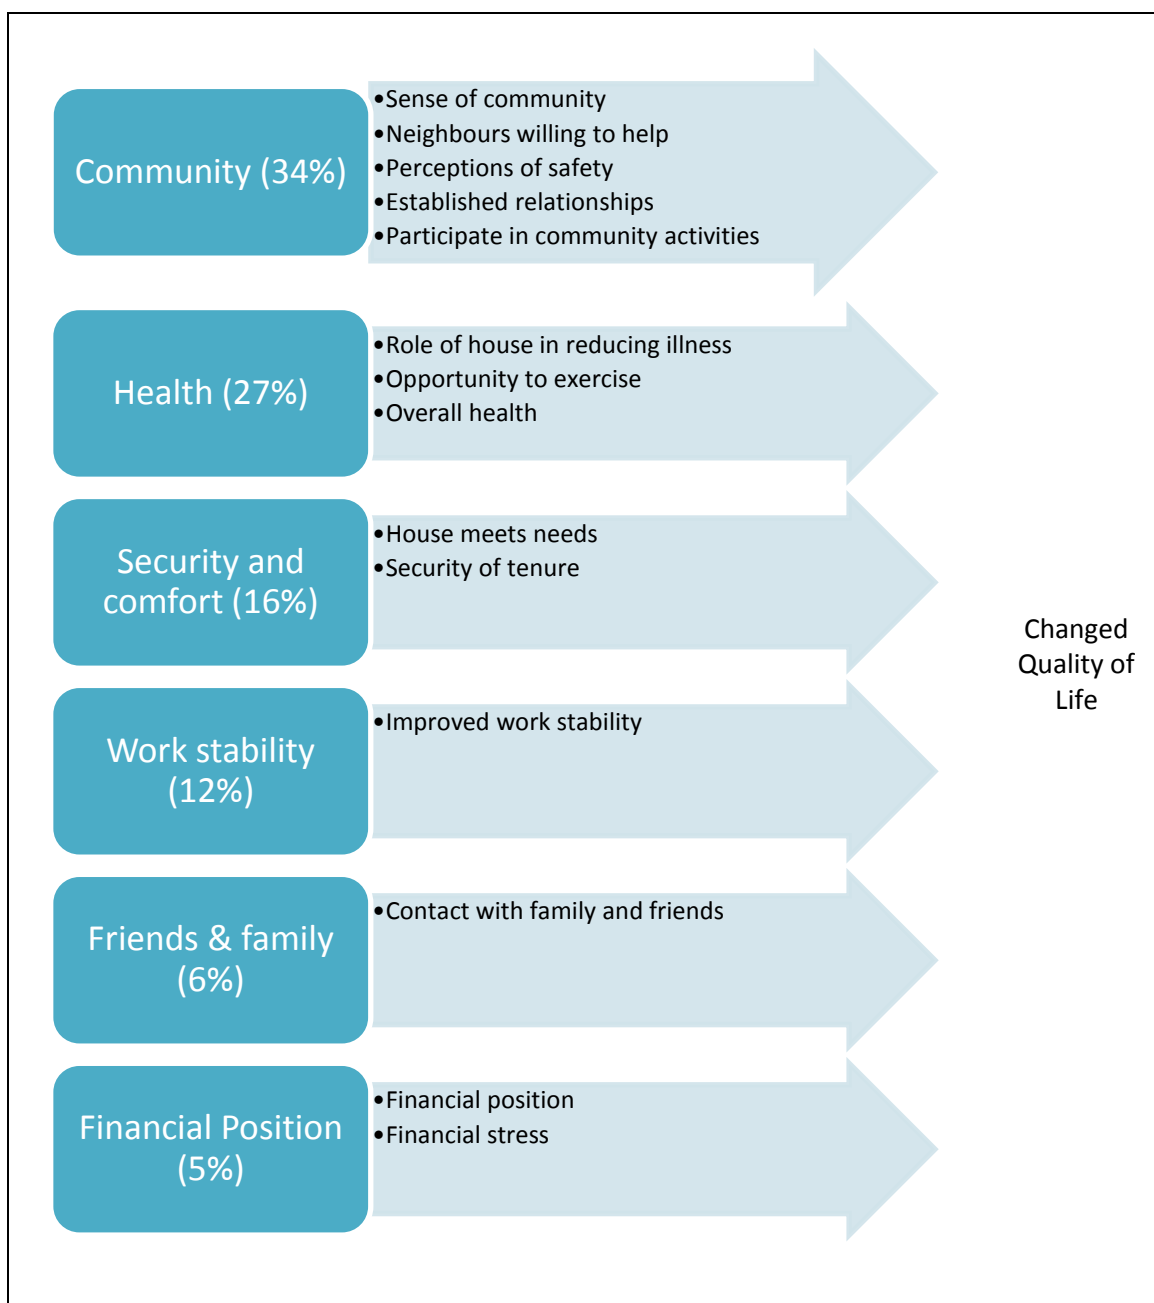 Community (34%)
•Sense of community
•Neighbours willing to help
•Perceptions of safety
•Established relationships
•Participate in community activities
Health (27%)
•Role of house in reducing illness
•Opportunity to exercise
•Overall health
Security and
comfort (16%)
•House meets needs
•Security of tenure
Work stability
(12%)
•Improved work stability
Friends & family
(6%)
•Contact with family and friends
Financial Position
(5%)
•Financial position
•Financial stress
Changed
Quality of
Life